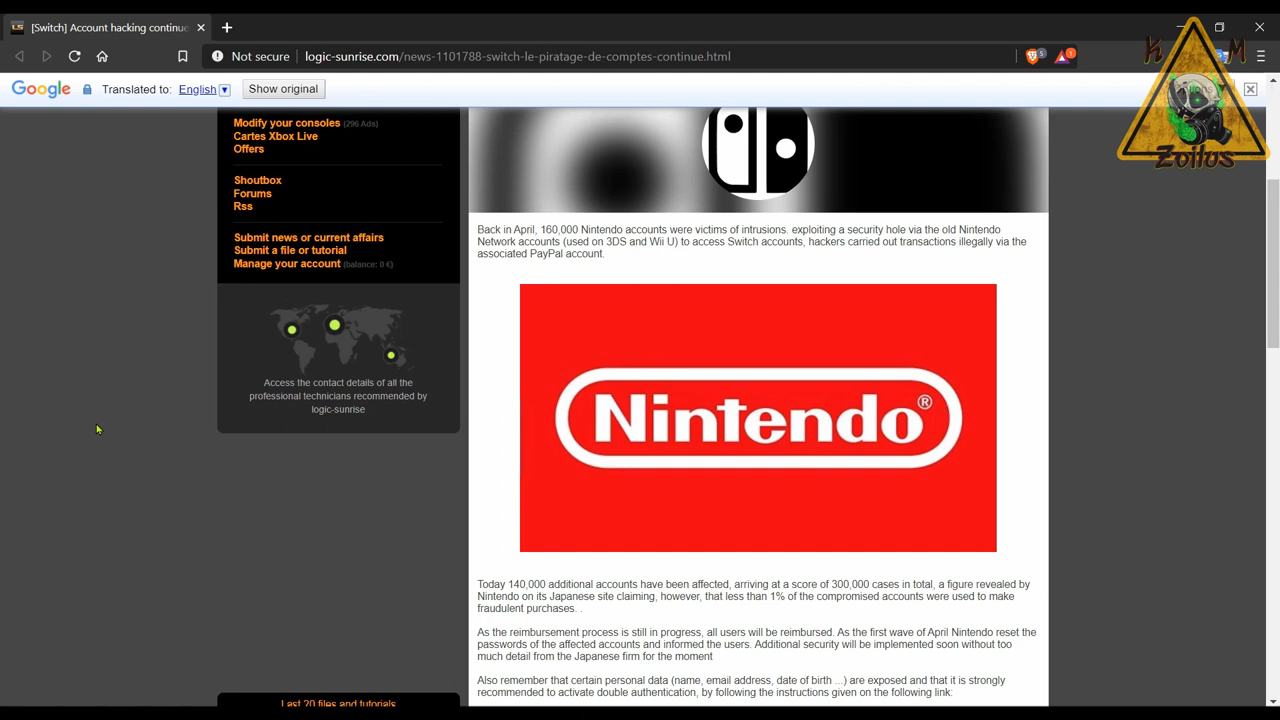 [Switch] Account hacking continue
Not secure
logic-sunrise.com/news-1101788-switch-le-piratage-de-comptes-continue.html
5
1
Google
Translated to: English
Show original
Zoilus
Modify your consoles (296 Ads)
Cartes Xbox Live
Offers
Shoutbox
Forums
Rss
Submit news or current affairs
Submit a file or tutorial
Manage your account (balance: 0 €)
Access the contact details of all the
professional technicians recommended by
logic-sunrise
Last 20 files and tutorials
Back in April, 160,000 Nintendo accounts were victims of intrusions. exploiting a security hole via the old Nintendo
Network accounts (used on 3DS and Wii U) to access Switch accounts, hackers carried out transactions illegally via the
associated PayPal account.
Nintendo®
Today 140,000 additional accounts have been affected, arriving at a score of 300,000 cases in total, a figure revealed by
Nintendo on its Japanese site claiming, however, that less than 1% of the compromised accounts were used to make
fraudulent purchases. .
As the reimbursement process is still in progress, all users will be reimbursed. As the first wave of April Nintendo reset the
passwords of the affected accounts and informed the users. Additional security will be implemented soon without too
much detail from the Japanese firm for the moment
Also remember that certain personal data (name, email address, date of birth ...) are exposed and that it is strongly
recommended to activate double authentication, by following the instructions given on the following link: